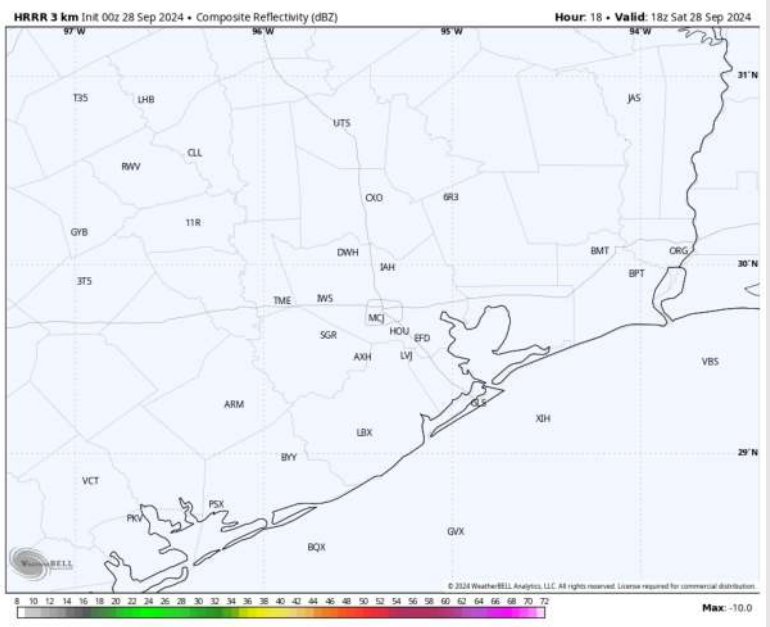 HRRR 3 km Init 00z 28 Sep 2024 • Composite Reflectivity (dBZ) Hour: 18 • Valid: 18z Sat 28 Sep 2024
97°W 96°W 95°W 94°W
31°N
T35 LHB JAS
UTS
CLL
RWV
CXO 6R3
11R
GYB
DWH BMT ORG
IAH 30°N
3T5 BPT
TME IWS
MCJ
SGR HOU EFD
AXH LVJ
VBS
ARM GLS
XIH
LBX
BYY 29°N
VCT
PSX
PKV
GVX
BQX
WEATHERBELL
© 2024 WeatherBELL Analytics, LLC. All rights reserved. License required for commercial distribution.
8 10 12 14 16 18 20 22 24 26 28 30 32 34 36 38 40 42 44 46 48 50 52 54 56 58 60 62 64 66 68 70 72
Max: -10.0